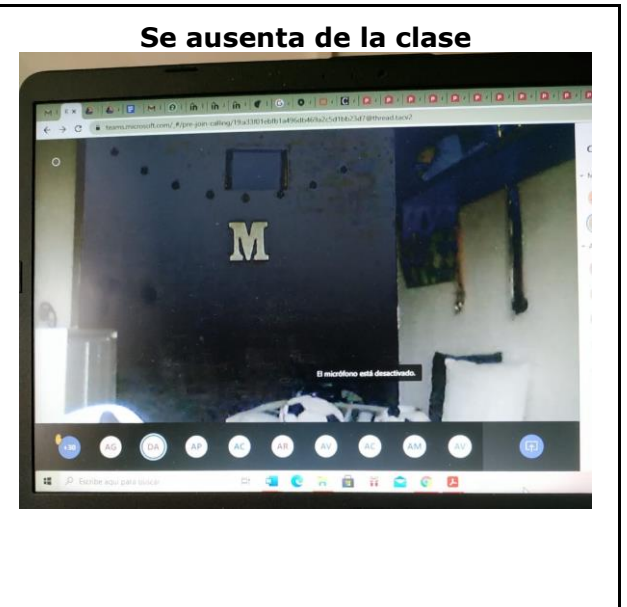 Se ausenta de la clase
M
El micrófono está desactivado.
+30 AG DA AP AC AR AV AC AM AV
Escribe aquí para buscar